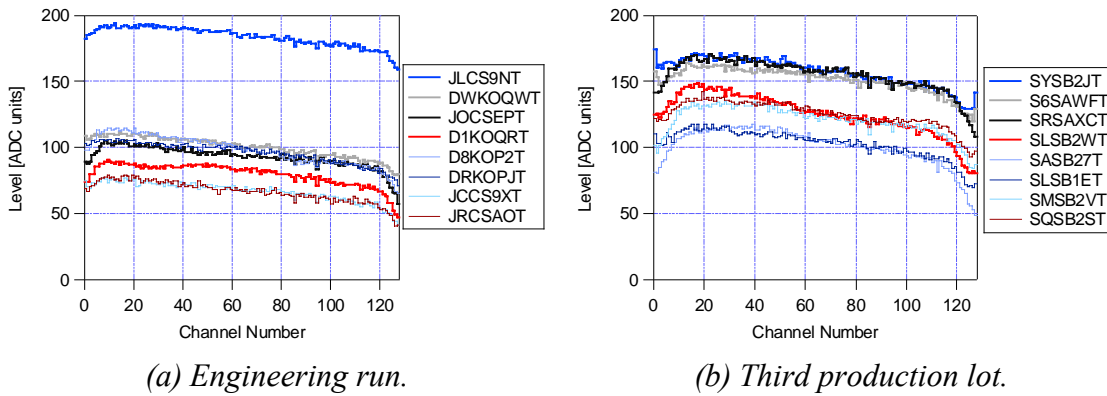 200
150
100
50
0
Level [ADC units]
0 20 40 60 80 100 120
Channel Number
JLCS9NT
DWKOQWT
JOCSEPT
D1KOQRT
D8KOP2T
DRKOPJT
JCCS9XT
JRCSAOT
(a) Engineering run.
200
150
100
50
0
Level [ADC units]
0 20 40 60 80 100 120
Channel Number
SYSB2JT
S6SAWFT
SRSAXCT
SLSB2WT
SASB27T
SLSB1ET
SMSB2VT
SQSB2ST
(b) Third production lot.